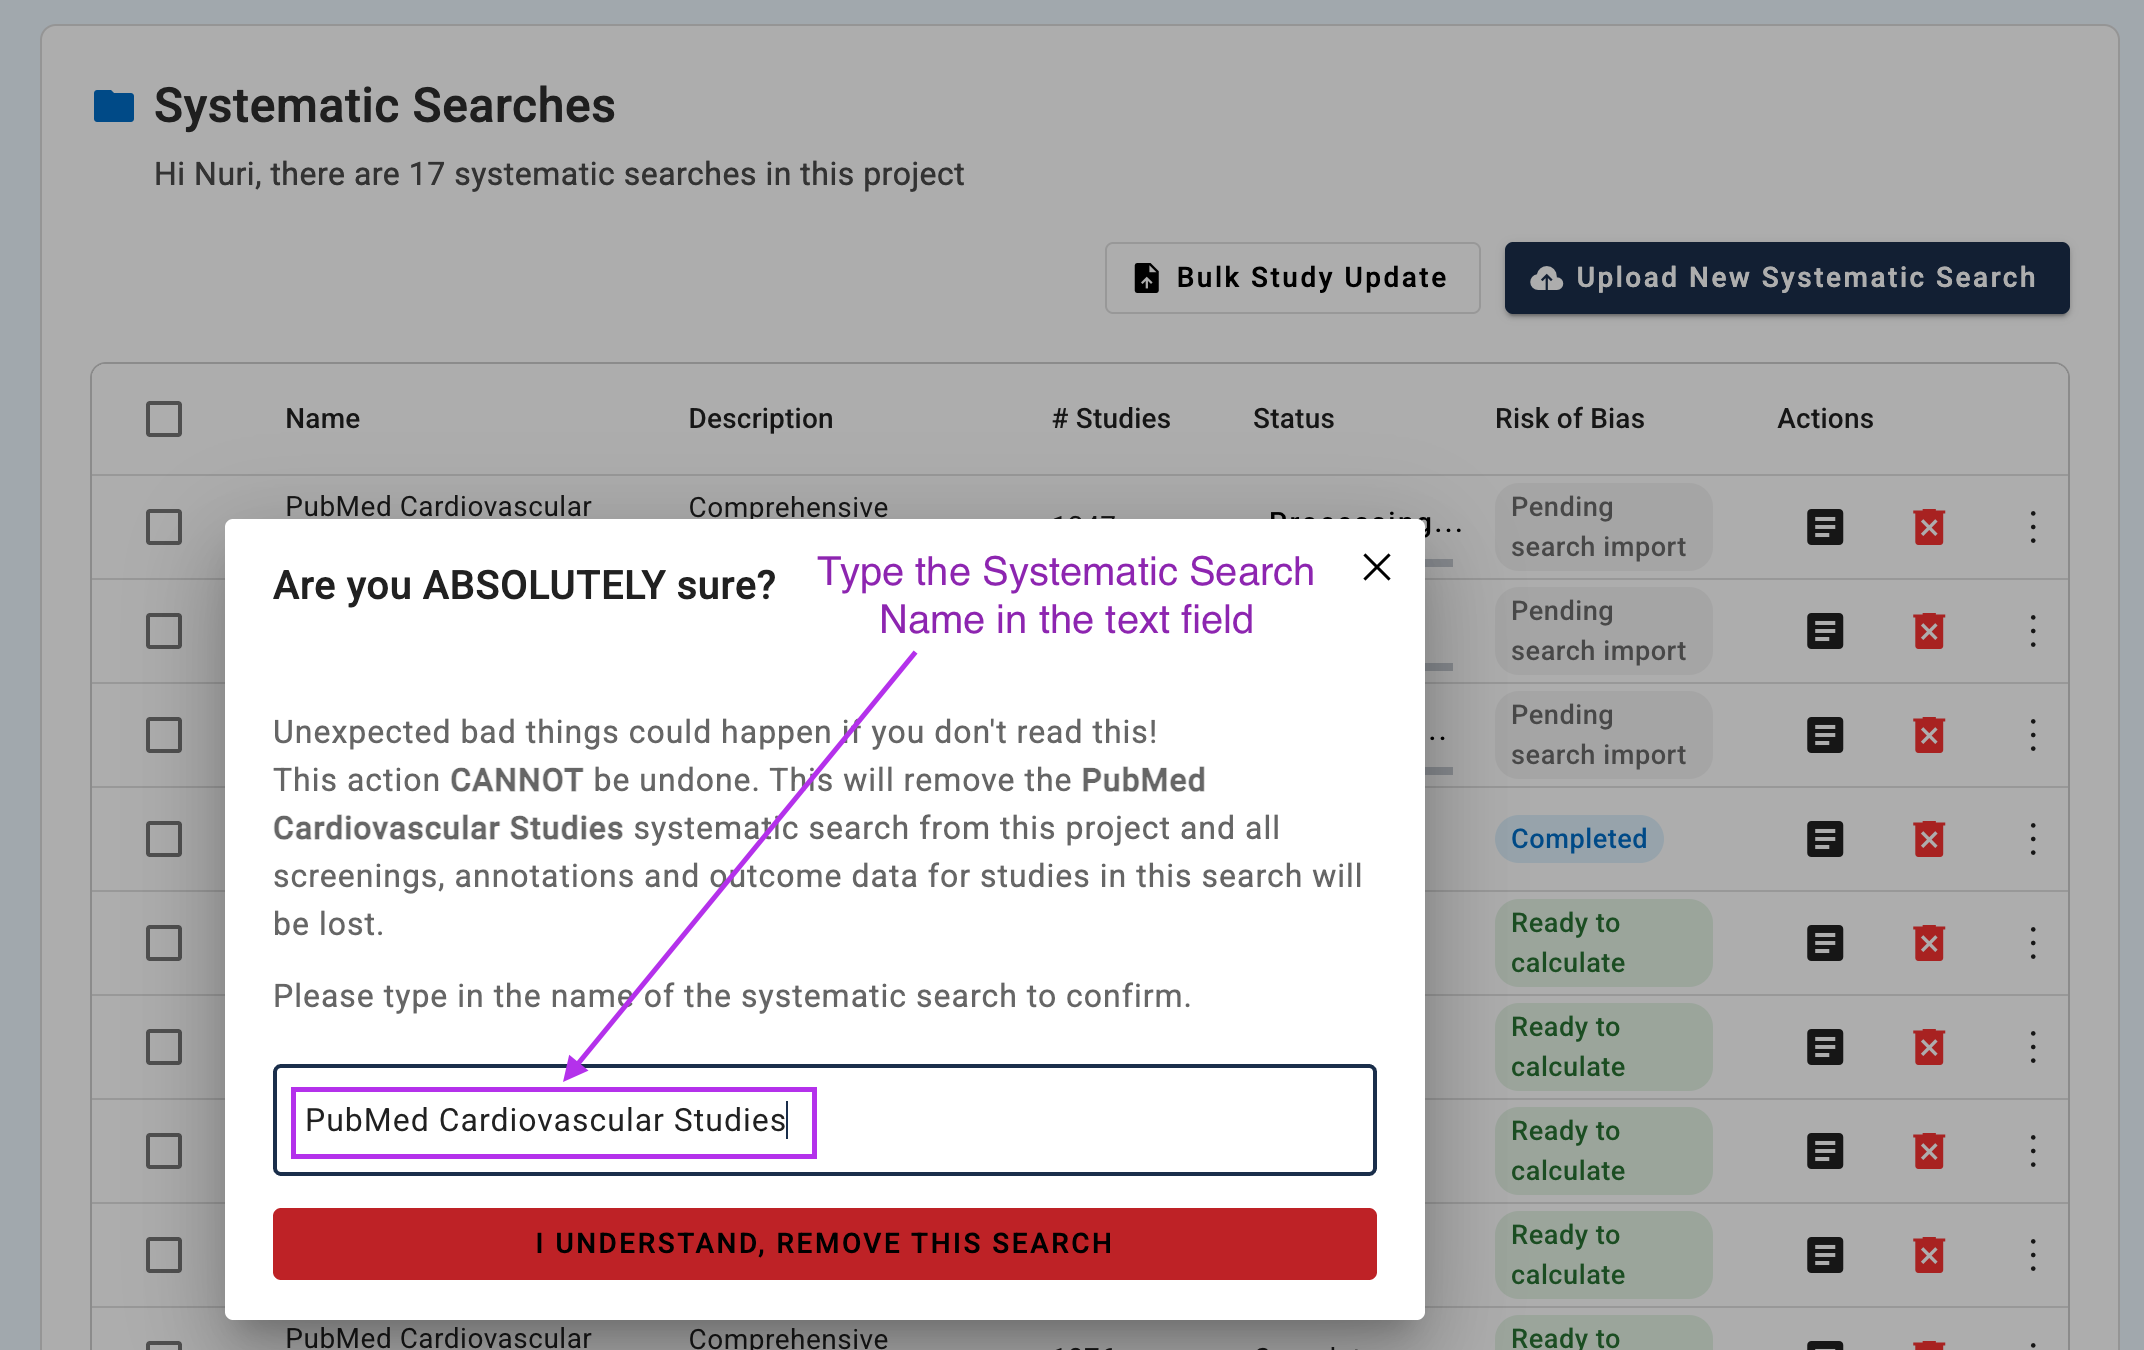 Systematic Searches
Hi Nuri, there are 17 systematic searches in this project
Bulk Study Update
Upload New Systematic Search
Name Description # Studies Status Risk of Bias Actions
PubMed Cardiovascular
Comprehensive
Pending
search import
Are you ABSOLUTELY sure?
Type the Systematic Search
Name in the text field
Pending
search import
Unexpected bad things could happen if you don't read this!
This action CANNOT be undone. This will remove the PubMed
Cardiovascular Studies systematic search from this project and all
screenings, annotations and outcome data for studies in this search will
be lost.
Please type in the name of the systematic search to confirm.
PubMed Cardiovascular Studies
I UNDERSTAND, REMOVE THIS SEARCH
Pending
search import
Completed
Ready to
calculate
Ready to
calculate
Ready to
calculate
Ready to
calculate
PubMed Cardiovascular
Comprehensive
Ready to